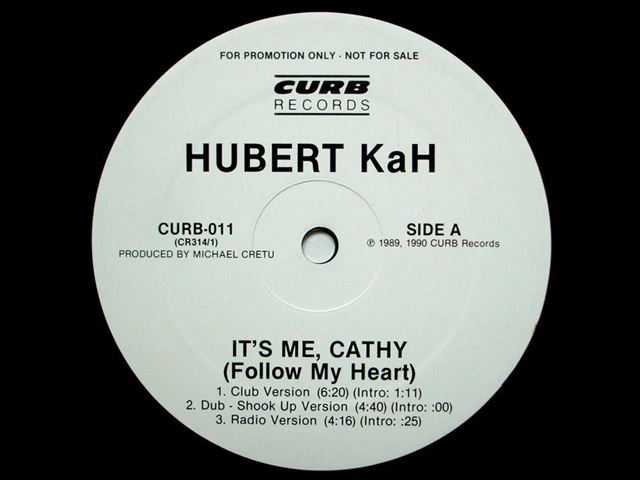 FOR PROMOTION ONLY - NOT FOR SALE
CURB
RECORDS
HUBERT KaH
CURB-011
(CR314/1)
PRODUCED BY MICHAEL CRETU
SIDE A
℗ 1989, 1990 CURB Records
IT'S ME, CATHY
(Follow My Heart)
1. Club Version (6:20) (Intro: 1:11)
2. Dub - Shook Up Version (4:40) (Intro: :00)
3. Radio Version (4:16) (Intro: :25)